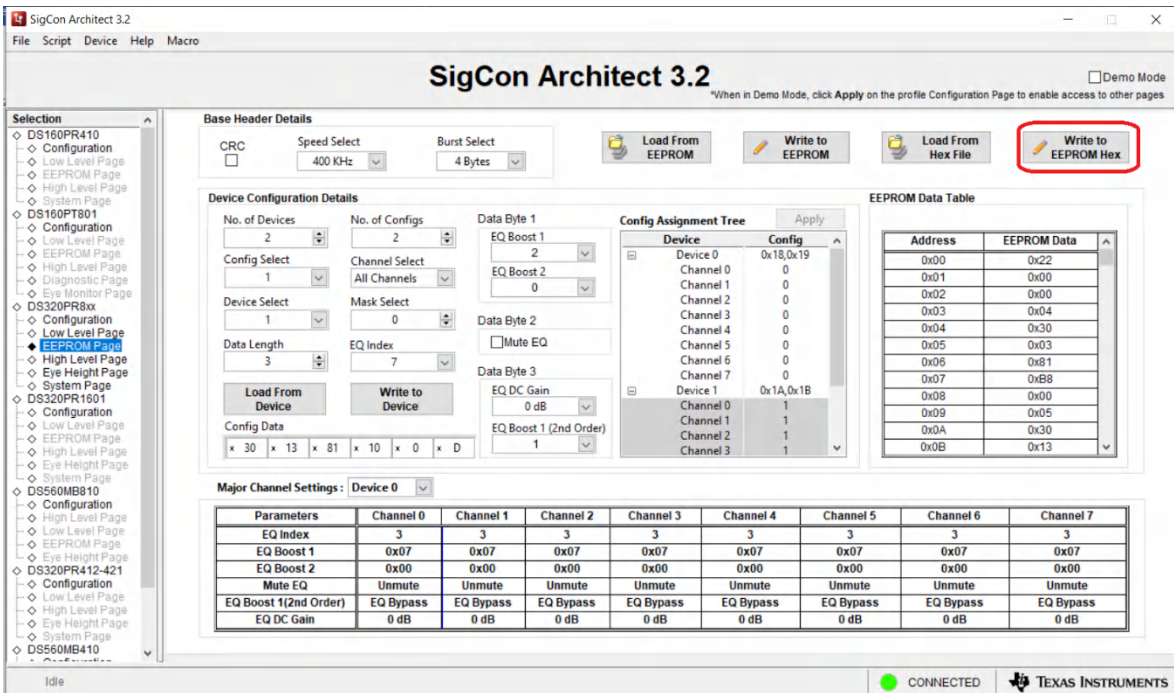 SigCon Architect 3.2
File Script Device Help Macro
SigCon Architect 3.2
Demo Mode
*When in Demo Mode, click Apply on the profile Configuration Page to enable access to other pages
Selection
DS160PR410
Configuration
Low Level Page
EEPROM Page
High Level Page
System Page
DS160PT801
Configuration
Low Level Page
EEPROM Page
High Level Page
Diagnostic Page
Eye Monitor Page
DS320PR8xx
Configuration
Low Level Page
EEPROM Page
High Level Page
Eye Height Page
System Page
DS320PR1601
Configuration
Low Level Page
EEPROM Page
High Level Page
Eye Height Page
System Page
DS560MB810
Configuration
High Level Page
Low Level Page
EEPROM Page
Eye Height Page
DS320PR412-421
Configuration
Low Level Page
High Level Page
Eye Height Page
System Page
DS560MB410
Base Header Details
CRC
Speed Select
400 KHz
Burst Select
4 Bytes
Load From
EEPROM
Write to
EEPROM
Load From
Hex File
Write to
EEPROM Hex
Device Configuration Details
No. of Devices
2
No. of Configs
2
Config Select
1
Channel Select
All Channels
Device Select
1
Mask Select
0
Data Length
3
EQ Index
7
Load From
Device
Write to
Device
Config Data
x 30 x 13 x 81 x 10 x 0 x D
Data Byte 1
EQ Boost 1
2
EQ Boost 2
0
Data Byte 2
Mute EQ
Data Byte 3
EQ DC Gain
0 dB
EQ Boost 1 (2nd Order)
1
Config Assignment Tree
Apply
Device Config
Device 0 0x18,0x19
Channel 0 0
Channel 1 0
Channel 2 0
Channel 3 0
Channel 4 0
Channel 5 0
Channel 6 0
Channel 7 0
Device 1 0x1A,0x1B
Channel 0 1
Channel 1 1
Channel 2 1
Channel 3 1
EEPROM Data Table
Address EEPROM Data
0x00 0x22
0x01 0x00
0x02 0x00
0x03 0x04
0x04 0x30
0x05 0x03
0x06 0x81
0x07 0xB8
0x08 0x00
0x09 0x05
0x0A 0x30
0x0B 0x13
Major Channel Settings : Device 0
Parameters Channel 0 Channel 1 Channel 2 Channel 3 Channel 4 Channel 5 Channel 6 Channel 7
EQ Index 3 3 3 3 3 3 3 3
EQ Boost 1 0x07 0x07 0x07 0x07 0x07 0x07 0x07 0x07
EQ Boost 2 0x00 0x00 0x00 0x00 0x00 0x00 0x00 0x00
Mute EQ Unmute Unmute Unmute Unmute Unmute Unmute Unmute Unmute
EQ Boost 1(2nd Order) EQ Bypass EQ Bypass EQ Bypass EQ Bypass EQ Bypass EQ Bypass EQ Bypass EQ Bypass
EQ DC Gain 0 dB 0 dB 0 dB 0 dB 0 dB 0 dB 0 dB 0 dB
Idle
CONNECTED
TEXAS INSTRUMENTS